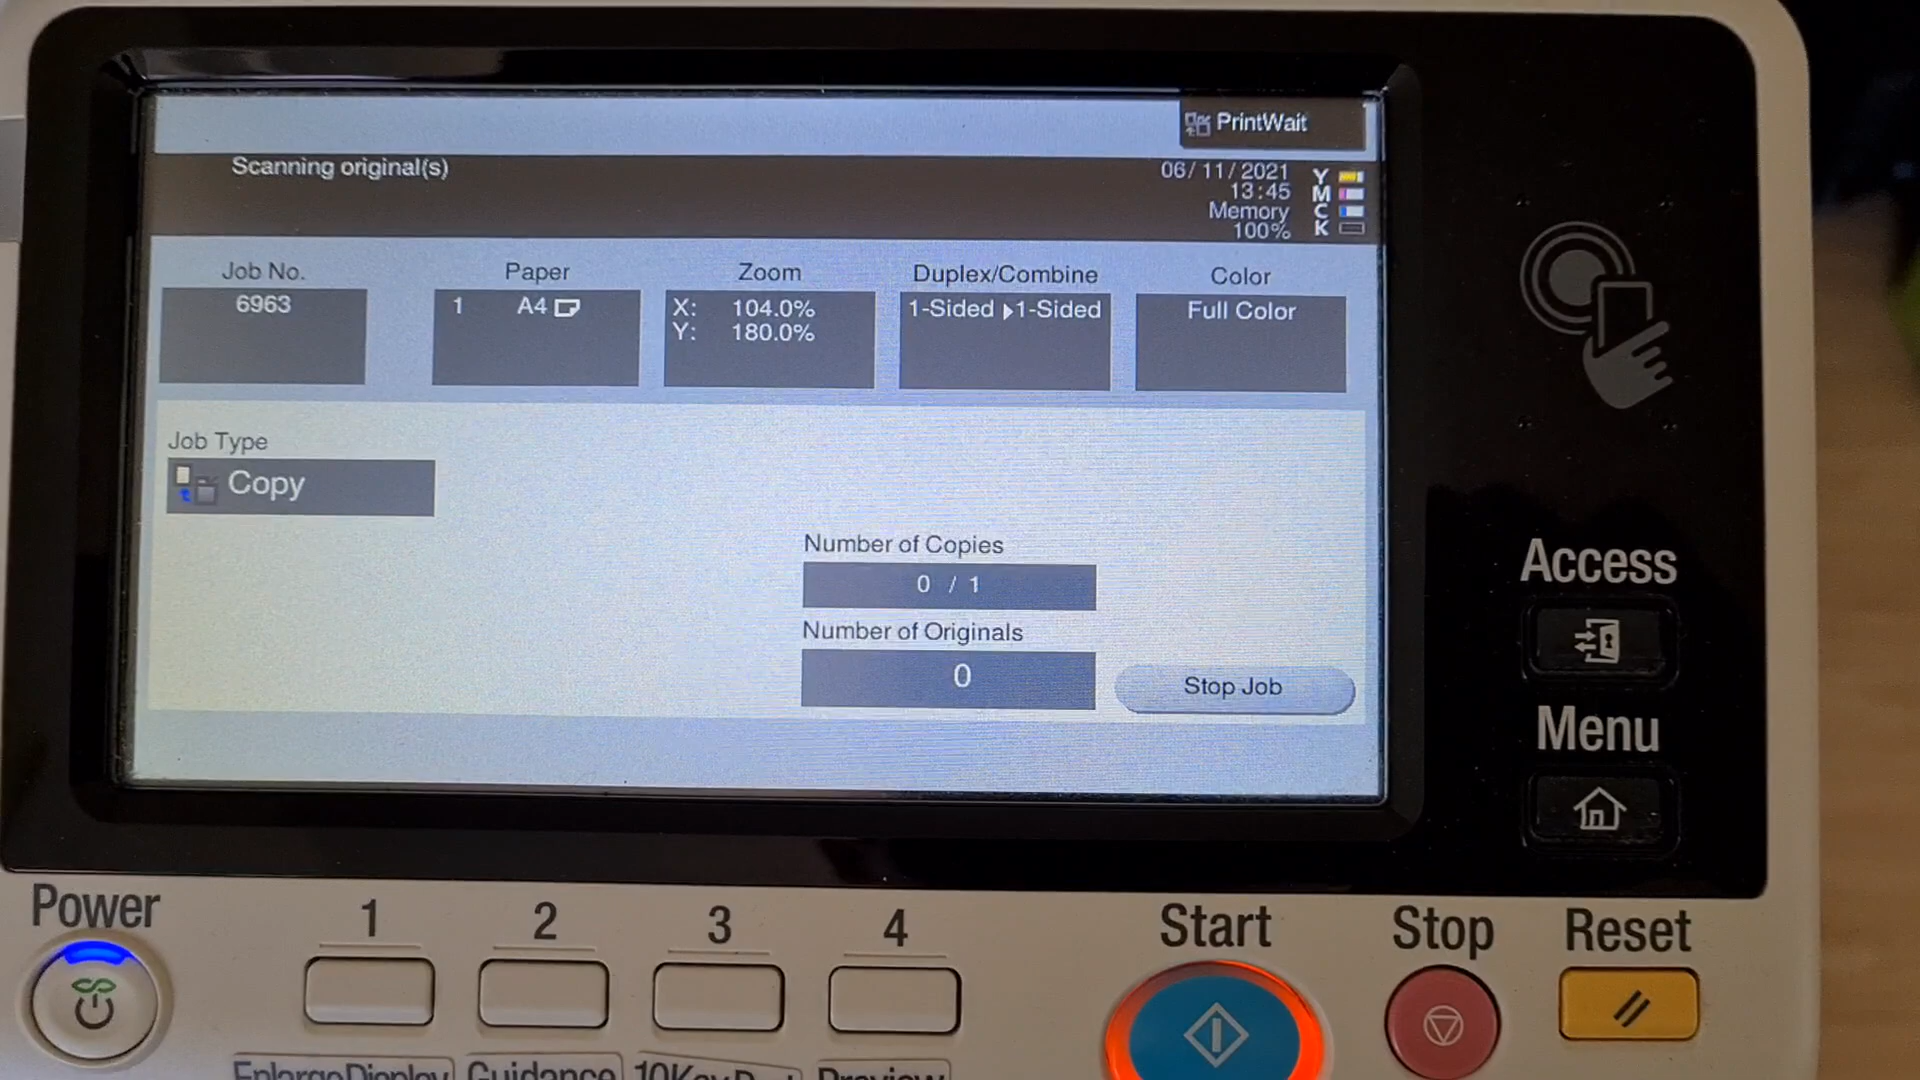 PrintWait
Scanning original(s)
06/11/2021
13:45
Memory
100%
Y
M
C
K
Job No.
6963
Paper
1 A4
Zoom
X: 104.0%
Y: 180.0%
Duplex/Combine
1-Sided ▶ 1-Sided
Color
Full Color
Job Type
Copy
Number of Copies
0 / 1
Number of Originals
0
Stop Job
Access
Menu
Power
1
2
3
4
Start
Stop
Reset
EnlargeDisplay
Guidance
Preview